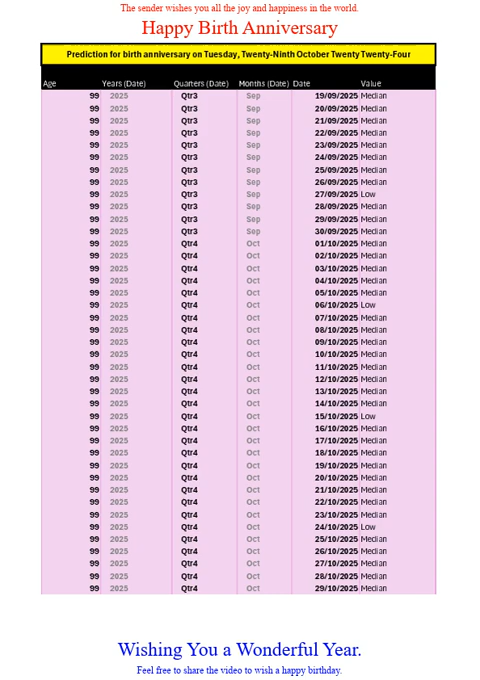 The sender wishes you all the joy and happiness in the world.
Happy Birth Anniversary
Prediction for birth anniversary on Tuesday, Twenty-Ninth October Twenty Twenty-Four
Age Years (Date) Quarters (Date) Months (Date) Date Value
99 2025 Qtr3 Sep 19/09/2025 Median
99 2025 Qtr3 Sep 20/09/2025 Median
99 2025 Qtr3 Sep 21/09/2025 Median
99 2025 Qtr3 Sep 22/09/2025 Median
99 2025 Qtr3 Sep 23/09/2025 Median
99 2025 Qtr3 Sep 24/09/2025 Median
99 2025 Qtr3 Sep 25/09/2025 Median
99 2025 Qtr3 Sep 26/09/2025 Median
99 2025 Qtr3 Sep 27/09/2025 Low
99 2025 Qtr3 Sep 28/09/2025 Median
99 2025 Qtr3 Sep 29/09/2025 Median
99 2025 Qtr3 Sep 30/09/2025 Median
99 2025 Qtr4 Oct 01/10/2025 Median
99 2025 Qtr4 Oct 02/10/2025 Median
99 2025 Qtr4 Oct 03/10/2025 Median
99 2025 Qtr4 Oct 04/10/2025 Median
99 2025 Qtr4 Oct 05/10/2025 Median
99 2025 Qtr4 Oct 06/10/2025 Low
99 2025 Qtr4 Oct 07/10/2025 Median
99 2025 Qtr4 Oct 08/10/2025 Median
99 2025 Qtr4 Oct 09/10/2025 Median
99 2025 Qtr4 Oct 10/10/2025 Median
99 2025 Qtr4 Oct 11/10/2025 Median
99 2025 Qtr4 Oct 12/10/2025 Median
99 2025 Qtr4 Oct 13/10/2025 Median
99 2025 Qtr4 Oct 14/10/2025 Median
99 2025 Qtr4 Oct 15/10/2025 Low
99 2025 Qtr4 Oct 16/10/2025 Median
99 2025 Qtr4 Oct 17/10/2025 Median
99 2025 Qtr4 Oct 18/10/2025 Median
99 2025 Qtr4 Oct 19/10/2025 Median
99 2025 Qtr4 Oct 20/10/2025 Median
99 2025 Qtr4 Oct 21/10/2025 Median
99 2025 Qtr4 Oct 22/10/2025 Median
99 2025 Qtr4 Oct 23/10/2025 Median
99 2025 Qtr4 Oct 24/10/2025 Low
99 2025 Qtr4 Oct 25/10/2025 Median
99 2025 Qtr4 Oct 26/10/2025 Median
99 2025 Qtr4 Oct 27/10/2025 Median
99 2025 Qtr4 Oct 28/10/2025 Median
99 2025 Qtr4 Oct 29/10/2025 Median
Wishing You a Wonderful Year.
Feel free to share the video to wish a happy birthday.